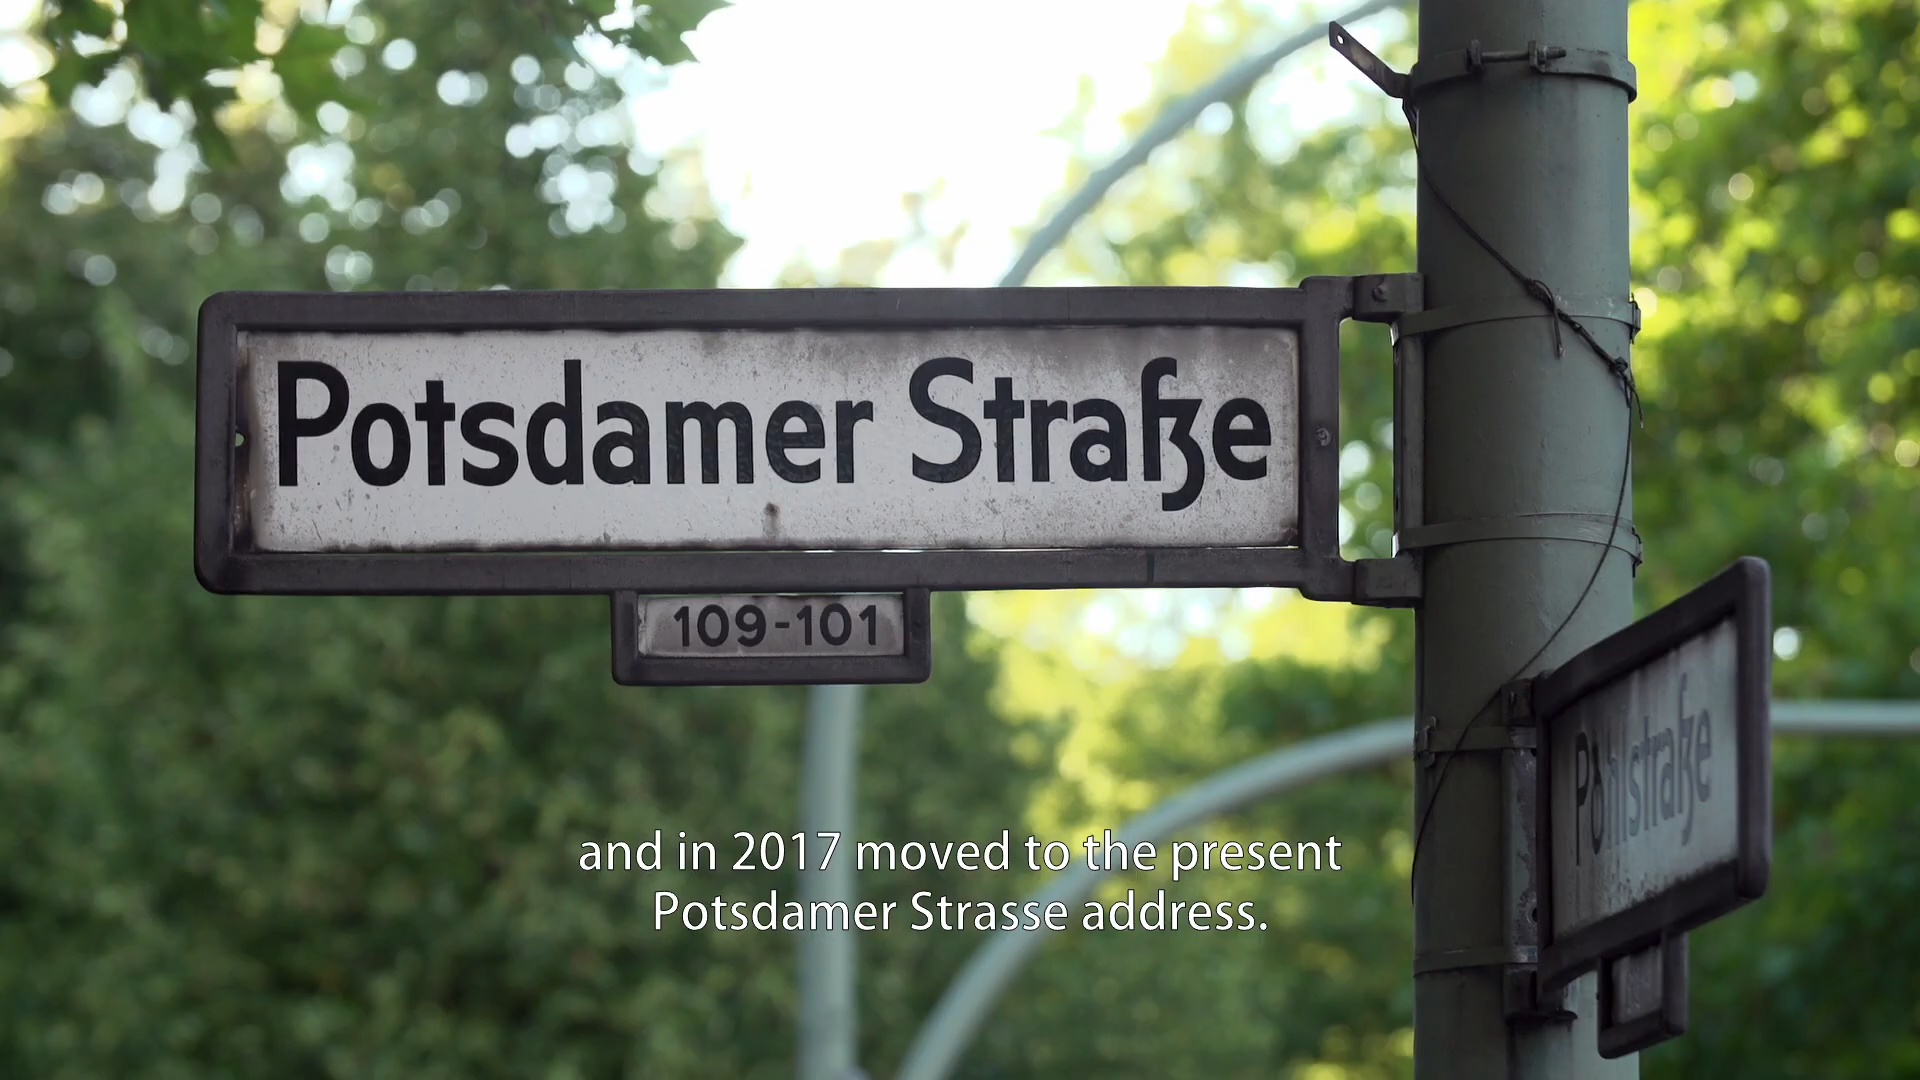 Potsdamer Straße
109-101
Pohlstraße
and in 2017 moved to the present
Potsdamer Strasse address.